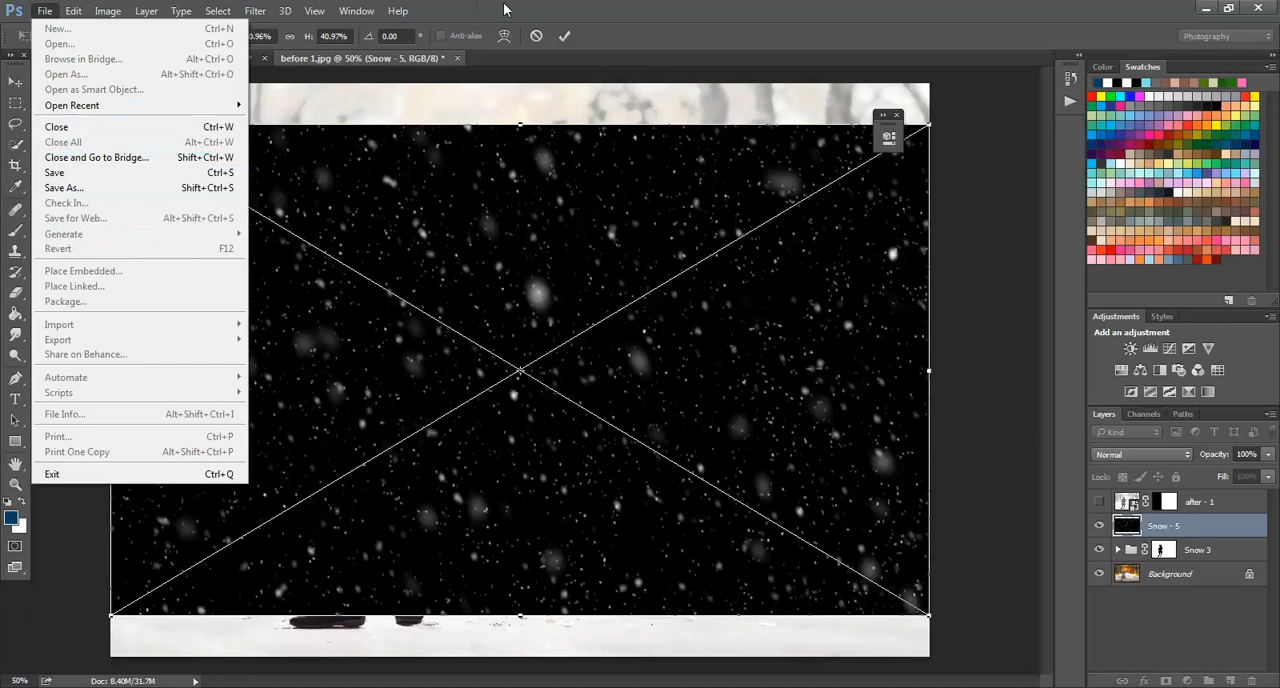 Ps File Edit Image Layer Type Select Filter 3D View Window Help
.96% H: 40.97% 0.00 ° Anti-alias Photography
× before 1.jpg @ 50% (Snow - 5, RGB/8) * ×
New... Ctrl+N
Open... Ctrl+O
Browse in Bridge... Alt+Ctrl+O
Open As... Alt+Shift+Ctrl+O
Open as Smart Object...
Open Recent
Close Ctrl+W
Close All Alt+Ctrl+W
Close and Go to Bridge... Shift+Ctrl+W
Save Ctrl+S
Save As... Shift+Ctrl+S
Check In...
Save for Web... Alt+Shift+Ctrl+S
Generate
Revert F12
Place Embedded...
Place Linked...
Package...
Import
Export
Share on Behance...
Automate
Scripts
File Info... Alt+Shift+Ctrl+I
Print... Ctrl+P
Print One Copy Alt+Shift+Ctrl+P
Exit Ctrl+Q
Color Swatches
Adjustments Styles
Add an adjustment
Layers Channels Paths
Kind
Normal Opacity: 100%
Lock: Fill: 100%
after - 1
Snow - 5
Snow 3
Background
50% Doc: 8.40M/31.7M